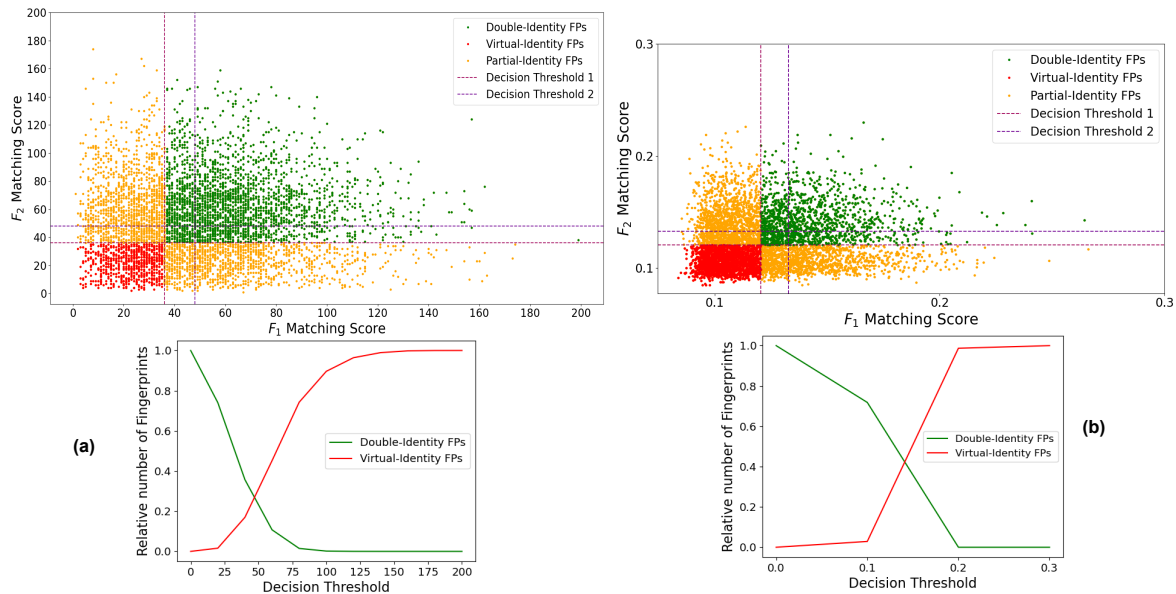 200
180
160
140
120
100
80
60
40
20
0
F2 Matching Score
Double-Identity FPs
Virtual-Identity FPs
Partial-Identity FPs
Decision Threshold 1
Decision Threshold 2
0 20 40 60 80 100 120 140 160 180 200
F1 Matching Score
0.3
0.2
0.1
F2 Matching Score
Double-Identity FPs
Virtual-Identity FPs
Partial-Identity FPs
Decision Threshold 1
Decision Threshold 2
0.1 0.2 0.3
F1 Matching Score
(a)
1.0
0.8
0.6
0.4
0.2
0.0
Relative number of Fingerprints
Double-Identity FPs
Virtual-Identity FPs
0 25 50 75 100 125 150 175 200
Decision Threshold
1.0
0.8
0.6
0.4
0.2
0.0
Relative number of Fingerprints
Double-Identity FPs
Virtual-Identity FPs
0.0 0.1 0.2 0.3
Decision Threshold
(b)